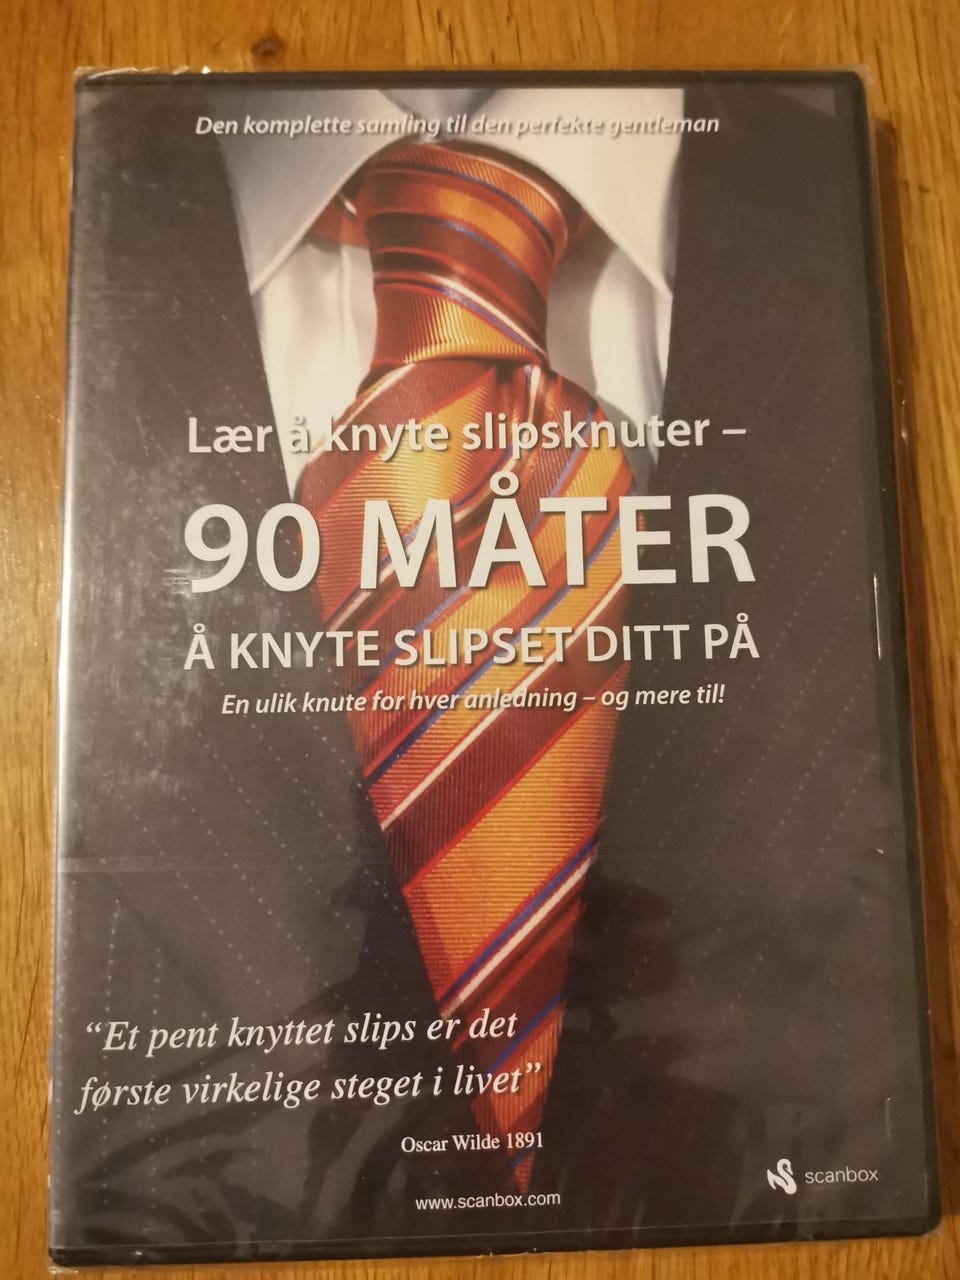 Den komplette samling til den perfekte gentleman
Lær å knyte slipsknuter –
90 MÅTER
Å KNYTE SLIPSET DITT PÅ
En ulik knute for hver anledning – og mere til!
“Et pent knyttet slips er det
første virkelige steget i livet”
Oscar Wilde 1891
scanbox
www.scanbox.com